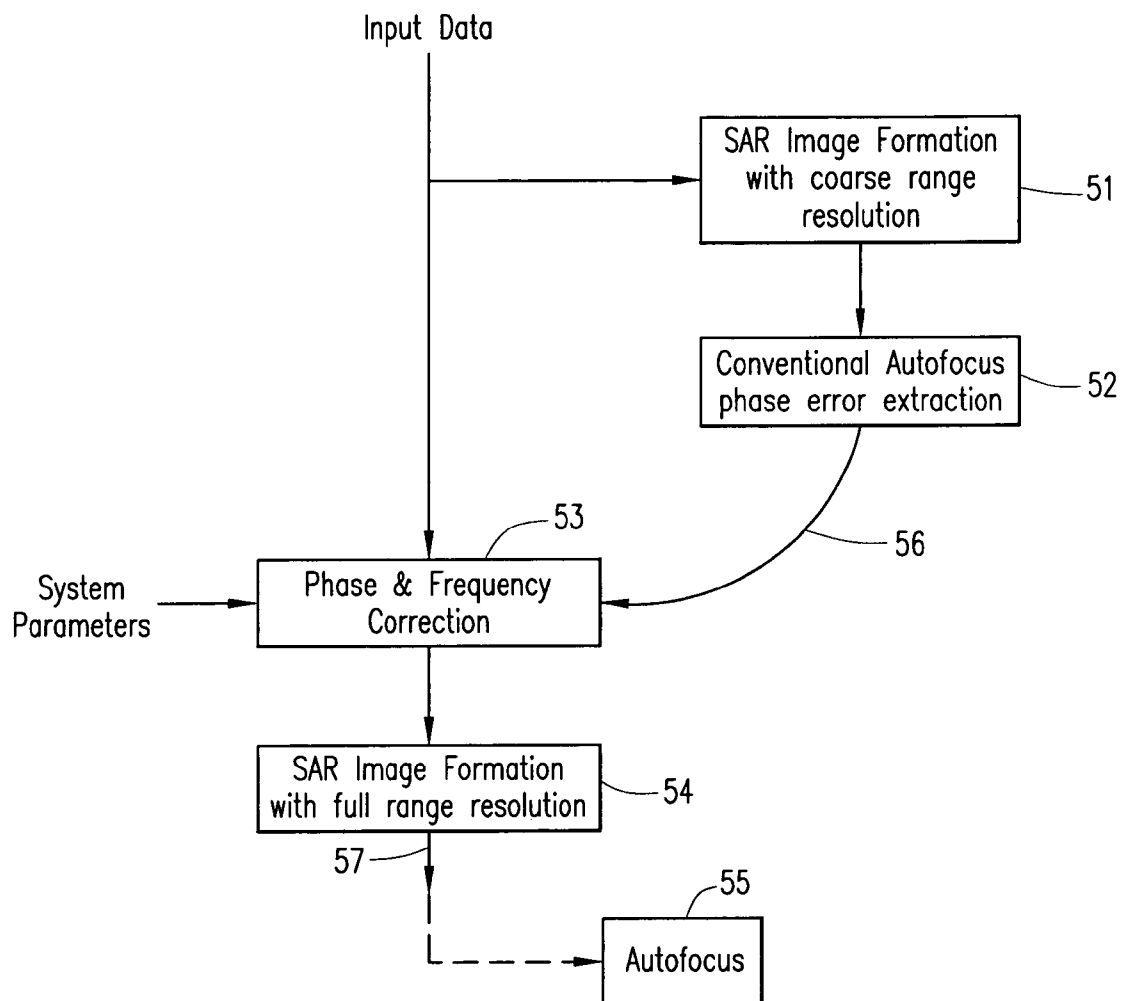 Input Data
SAR Image Formation
with coarse range
resolution
51
Conventional Autofocus
phase error extraction
52
53
56
System
Parameters
Phase & Frequency
Correction
SAR Image Formation
with full range resolution
54
57
55
Autofocus